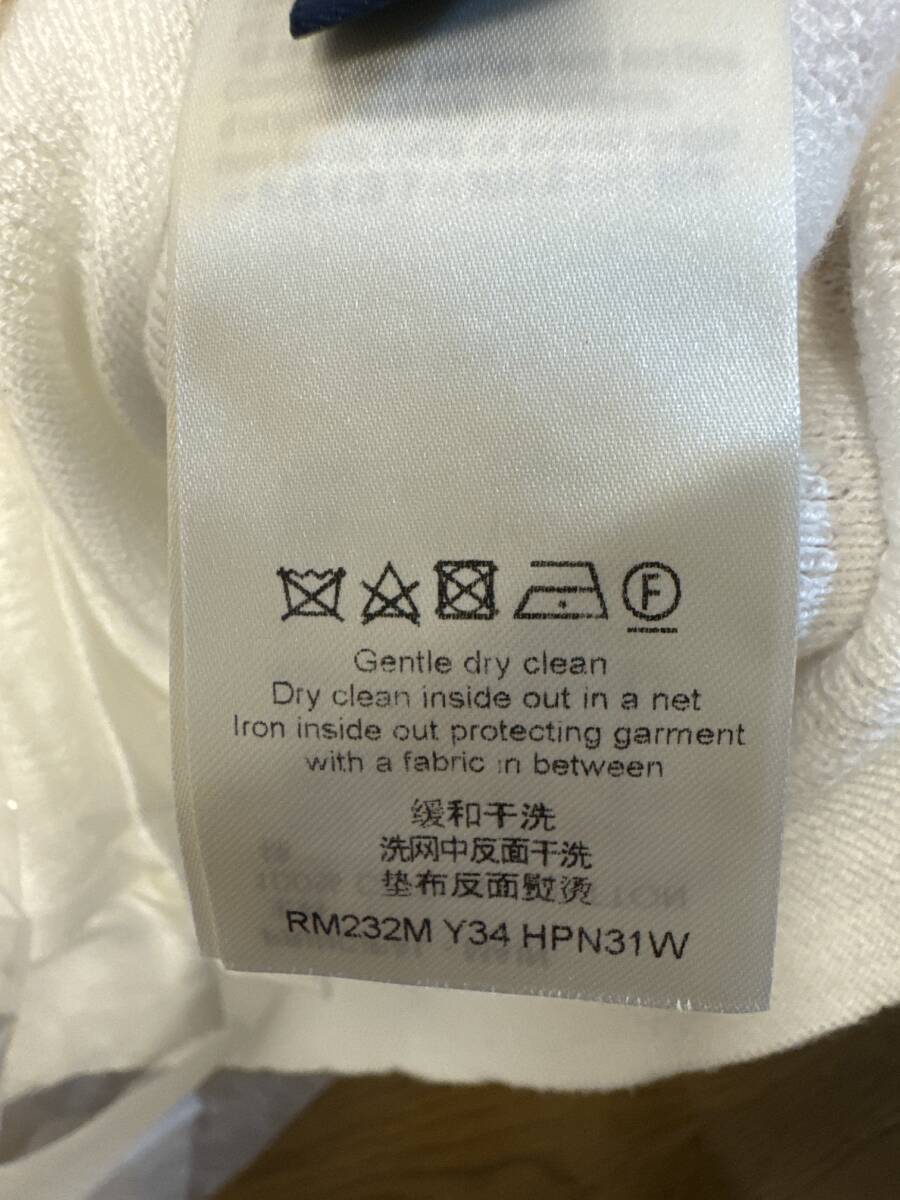 Gentle dry clean
Dry clean inside out in a net
Iron inside out protecting garment
with a fabric in between
缓和干洗
洗网中反面干洗
垫布反面熨烫
RM232M Y34 HPN31W